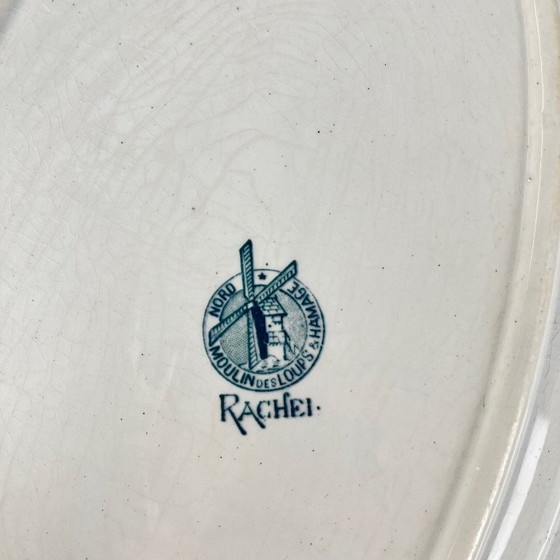 NORD
MOULIN DES LOUPS & HAMAGE
RACHEL